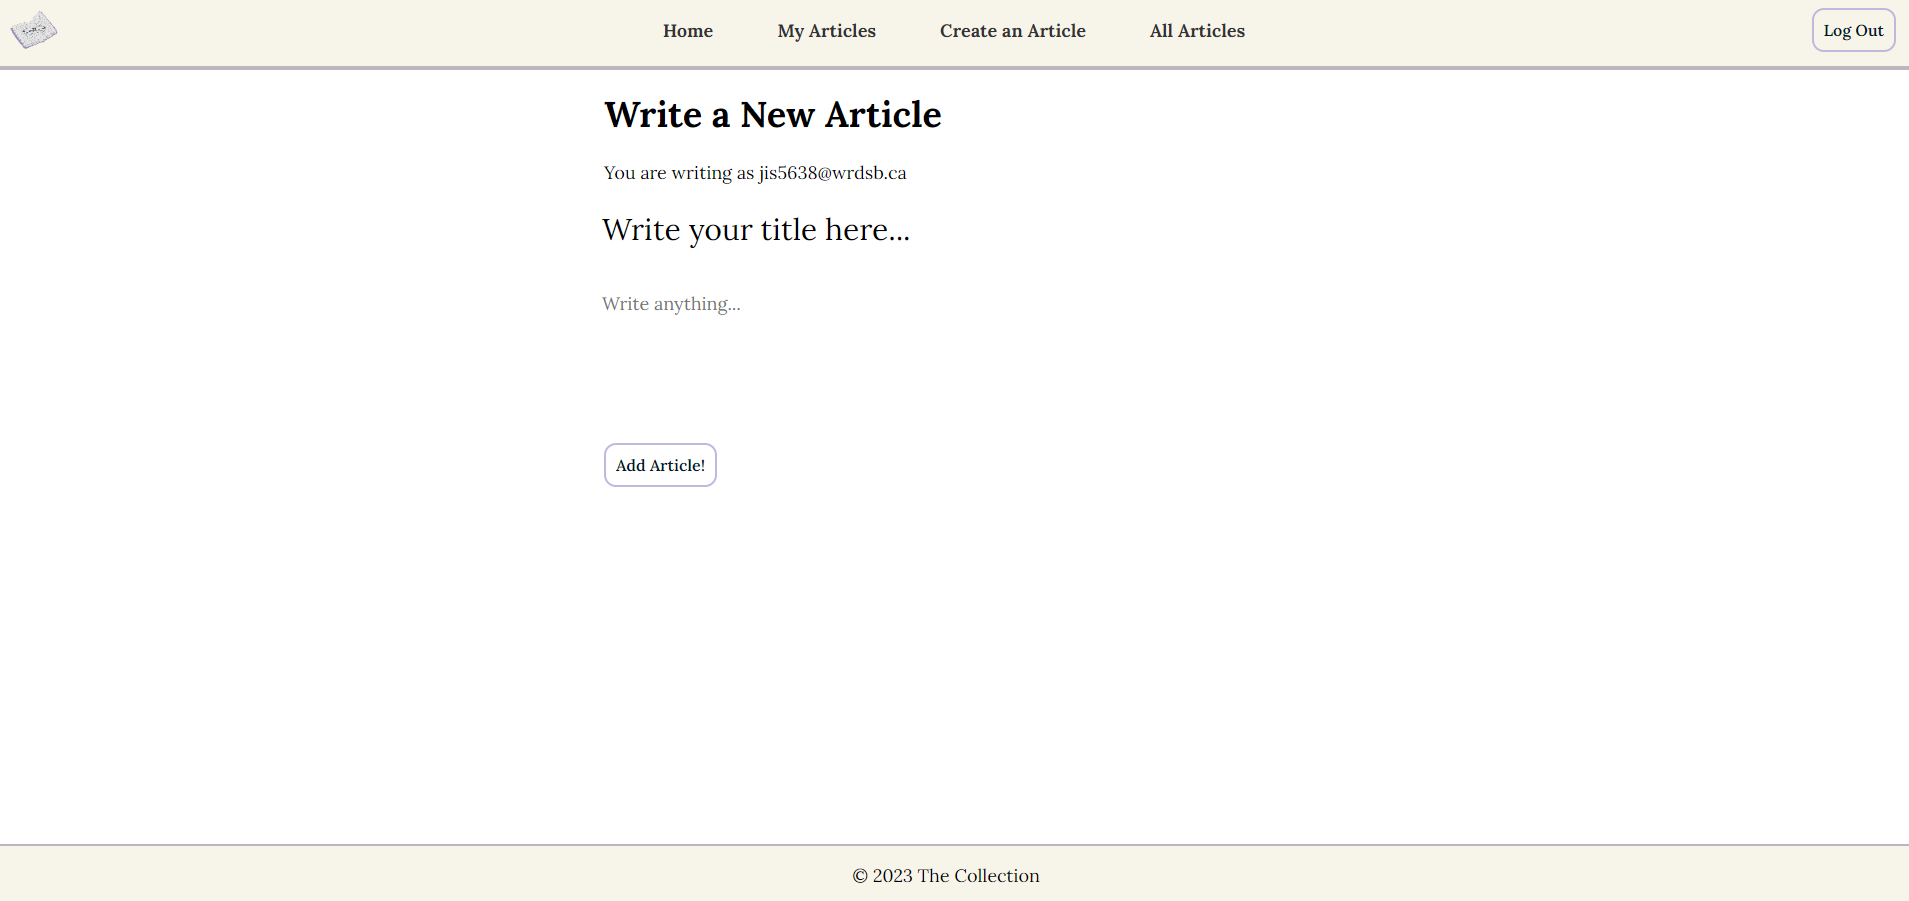 Home My Articles Create an Article All Articles Log Out
Write a New Article
You are writing as jis5638@wrdsb.ca
Write your title here...
Write anything...
Add Article!
© 2023 The Collection